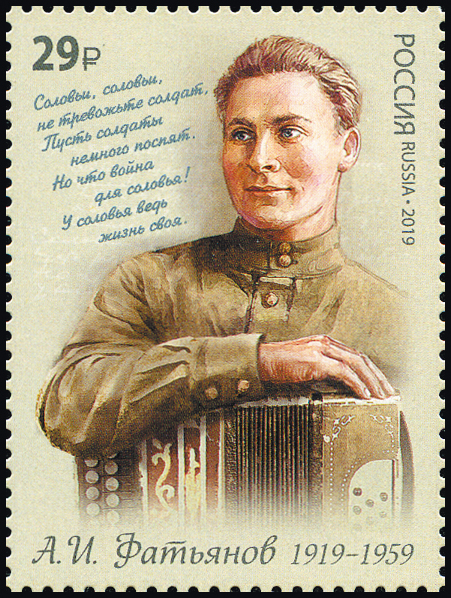 29₽
Соловьи, соловьи,
не тревожьте солдат,
Пусть солдаты
немного поспят.
Но что война
для соловья!
У соловья ведь
жизнь своя.
РОССИЯ RUSSIA • 2019
А.И. Фатьянов 1919–1959